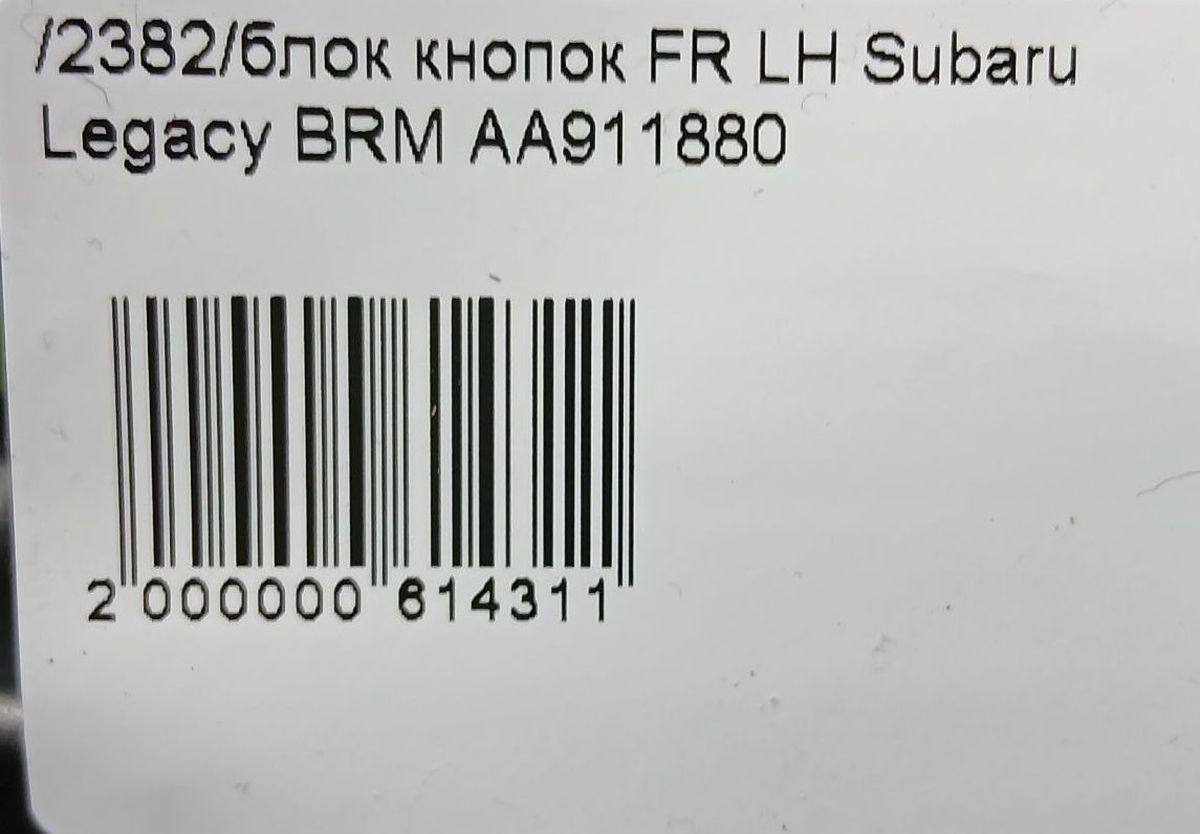 /2382/блок кнопок FR LH Subaru
Legacy BRM AA911880
2 000000 614311